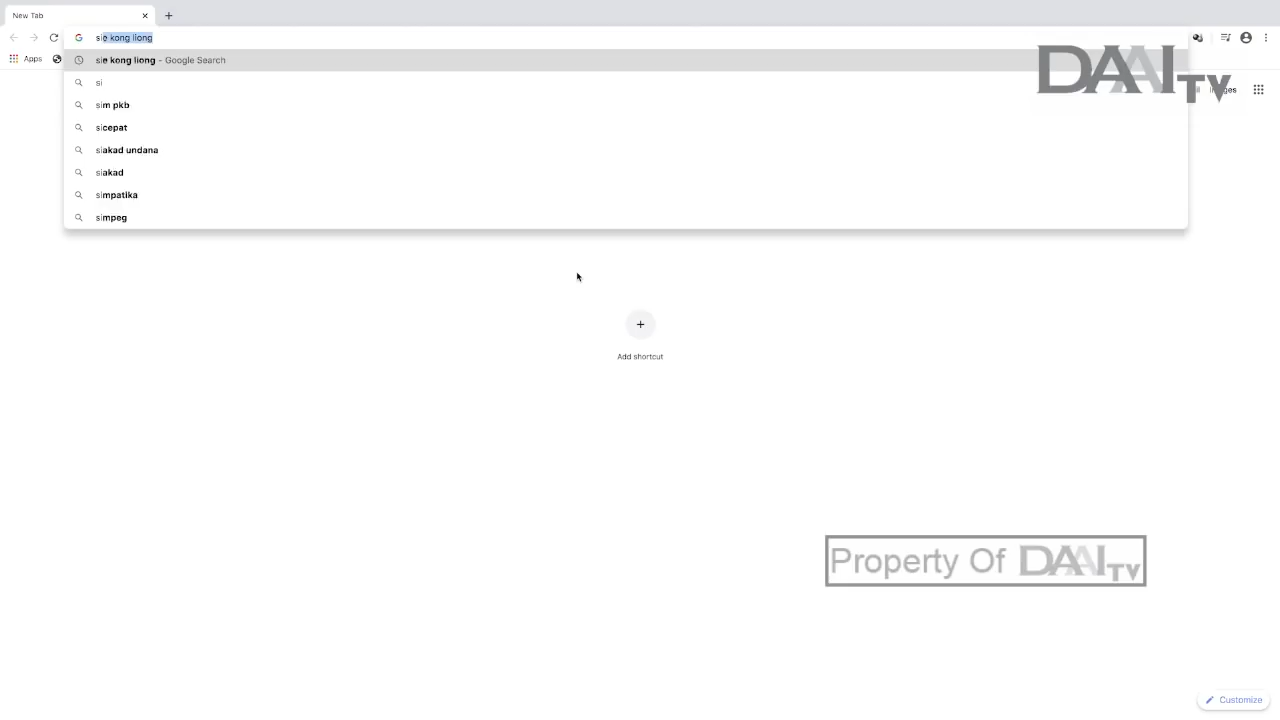 New Tab
sie kong liong
Apps
sie kong liong - Google Search
si
sim pkb
sicepat
siakad undana
siakad
simpatika
simpeg
DAAI TV
Add shortcut
Property Of DAAI TV
Customize